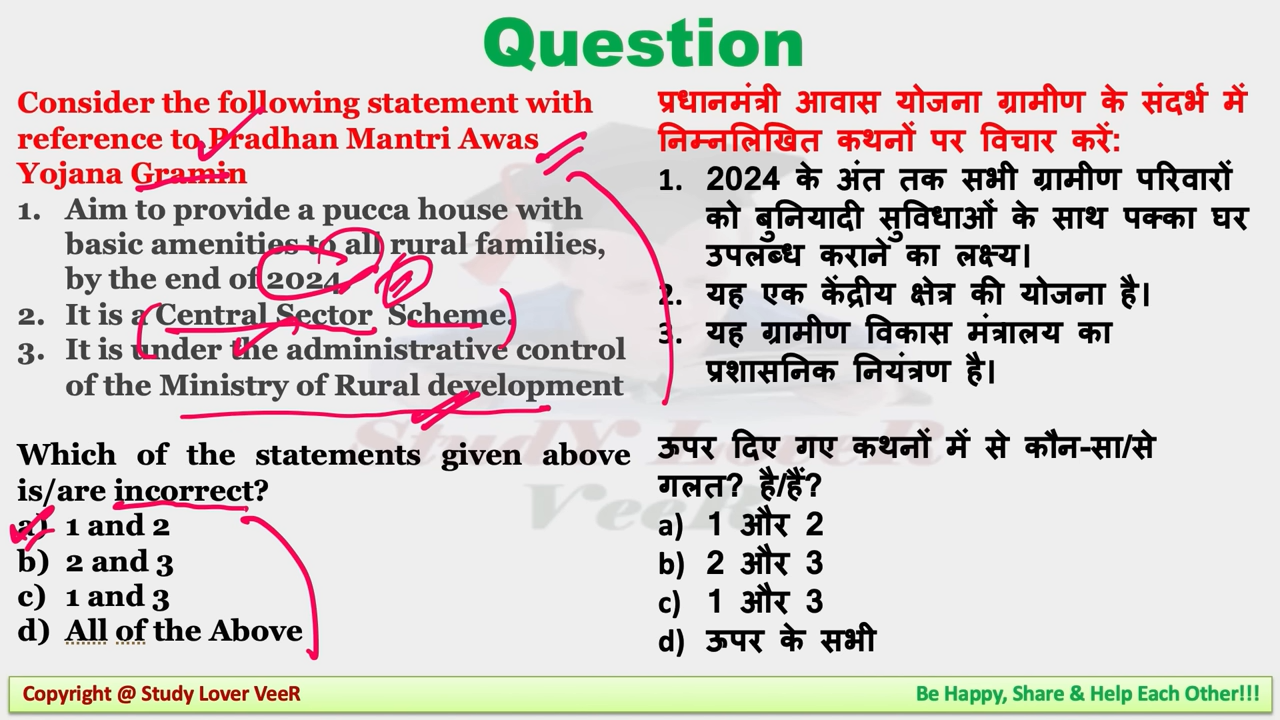 Question
Consider the following statement with
reference to Pradhan Mantri Awas
Yojana Gramin
1. Aim to provide a pucca house with
basic amenities to all rural families,
by the end of 2024
2. It is a Central Sector Scheme.
3. It is under the administrative control
of the Ministry of Rural development
Which of the statements given above
is/are incorrect?
a) 1 and 2
b) 2 and 3
c) 1 and 3
d) All of the Above
प्रधानमंत्री आवास योजना ग्रामीण के संदर्भ में
निम्नलिखित कथनों पर विचार करें:
1. 2024 के अंत तक सभी ग्रामीण परिवारों
को बुनियादी सुविधाओं के साथ पक्का घर
उपलब्ध कराने का लक्ष्य।
2. यह एक केंद्रीय क्षेत्र की योजना है।
3. यह ग्रामीण विकास मंत्रालय का
प्रशासनिक नियंत्रण है।
ऊपर दिए गए कथनों में से कौन-सा/से
गलत? है/हैं?
a) 1 और 2
b) 2 और 3
c) 1 और 3
d) ऊपर के सभी
StudY LoveR
VeeR
Copyright @ Study Lover VeeR
Be Happy, Share & Help Each Other!!!